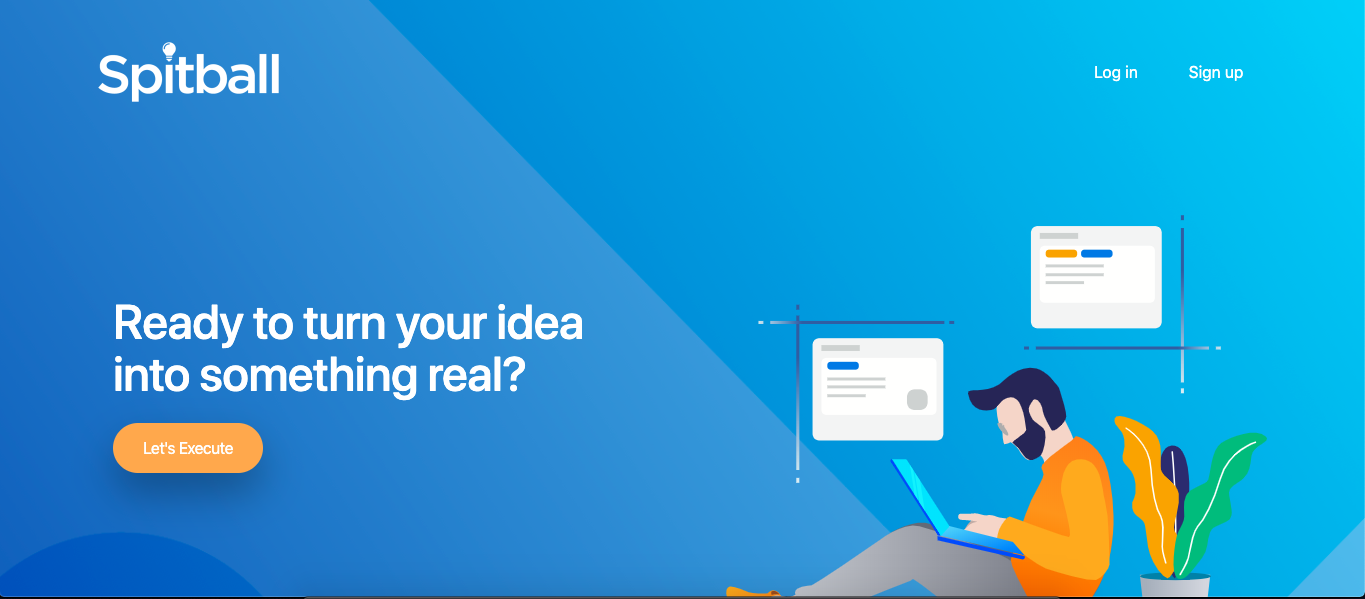 Spitball
Log in
Sign up
Ready to turn your idea
into something real?
Let's Execute